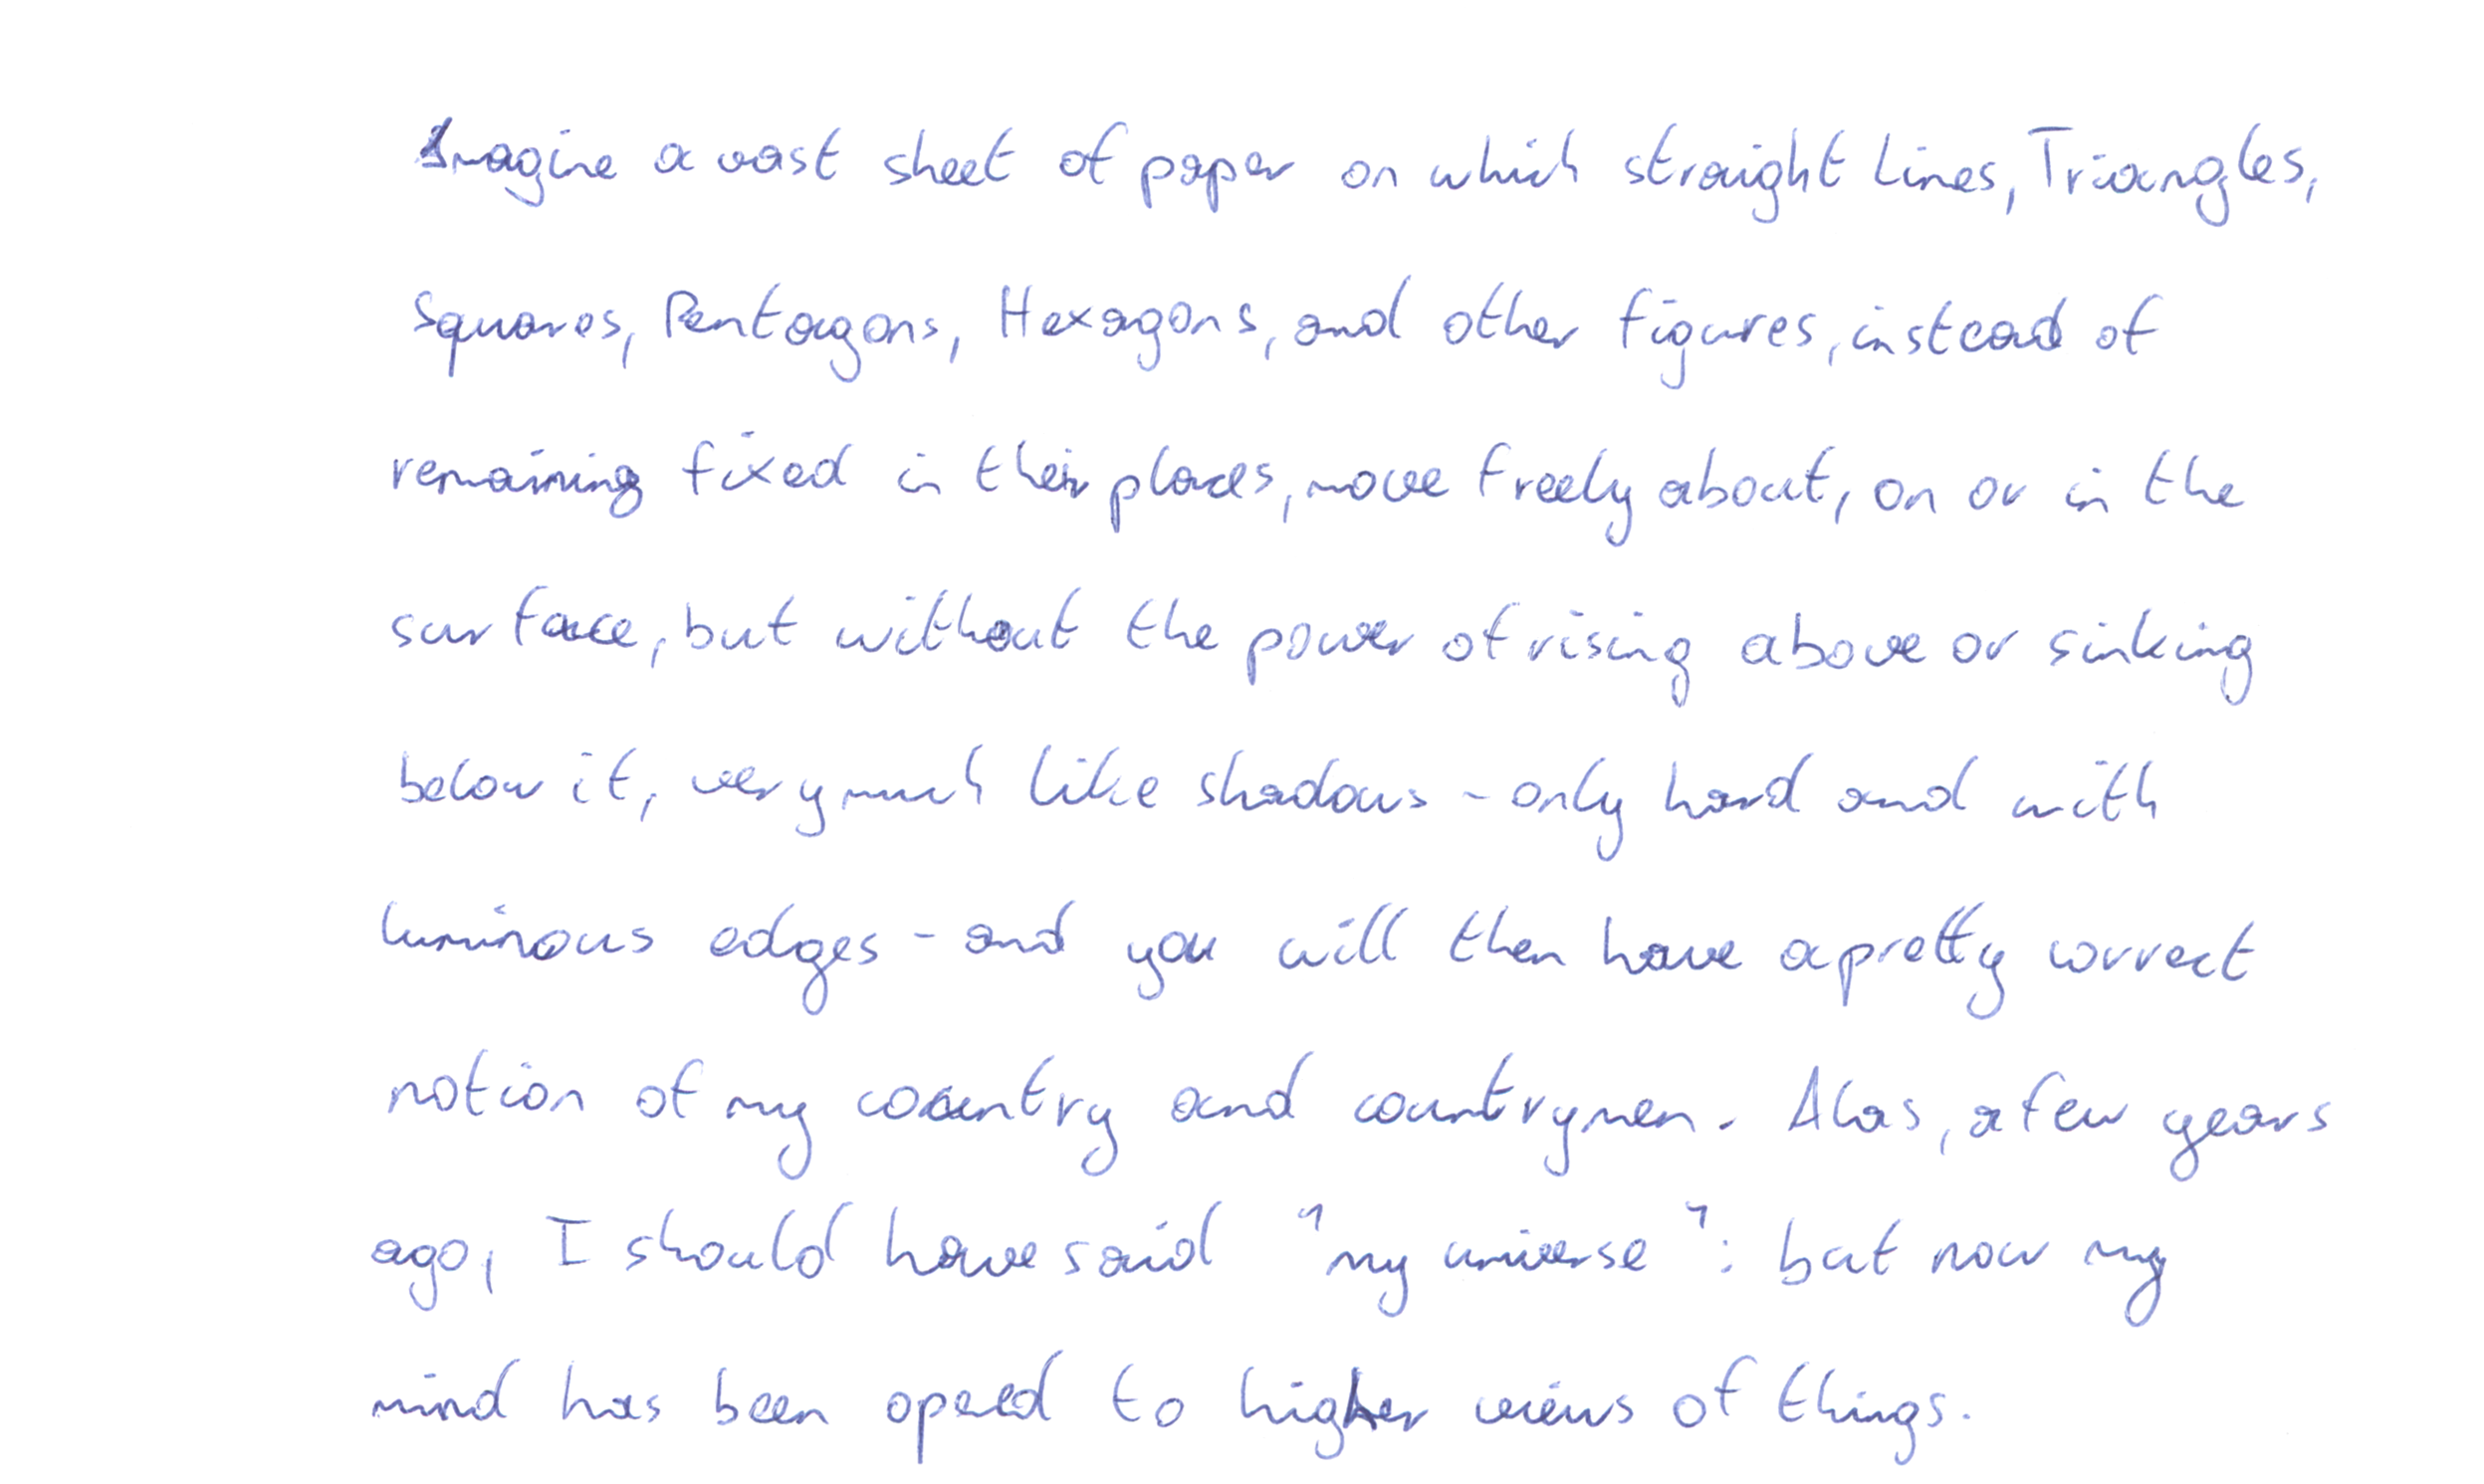 Imagine a vast sheet of paper on which straight Lines, Triangles,
Squares, Pentagons, Hexagons, and other figures, instead of
remaining fixed in their places, move freely about, on or in the
surface, but without the power of rising above or sinking
below it, very much like shadows - only hard and with
luminous edges - and you will then have a pretty correct
notion of my country and countrymen. Alas, a few years
ago, I should have said "my universe": but now my
mind has been opened to higher views of things.